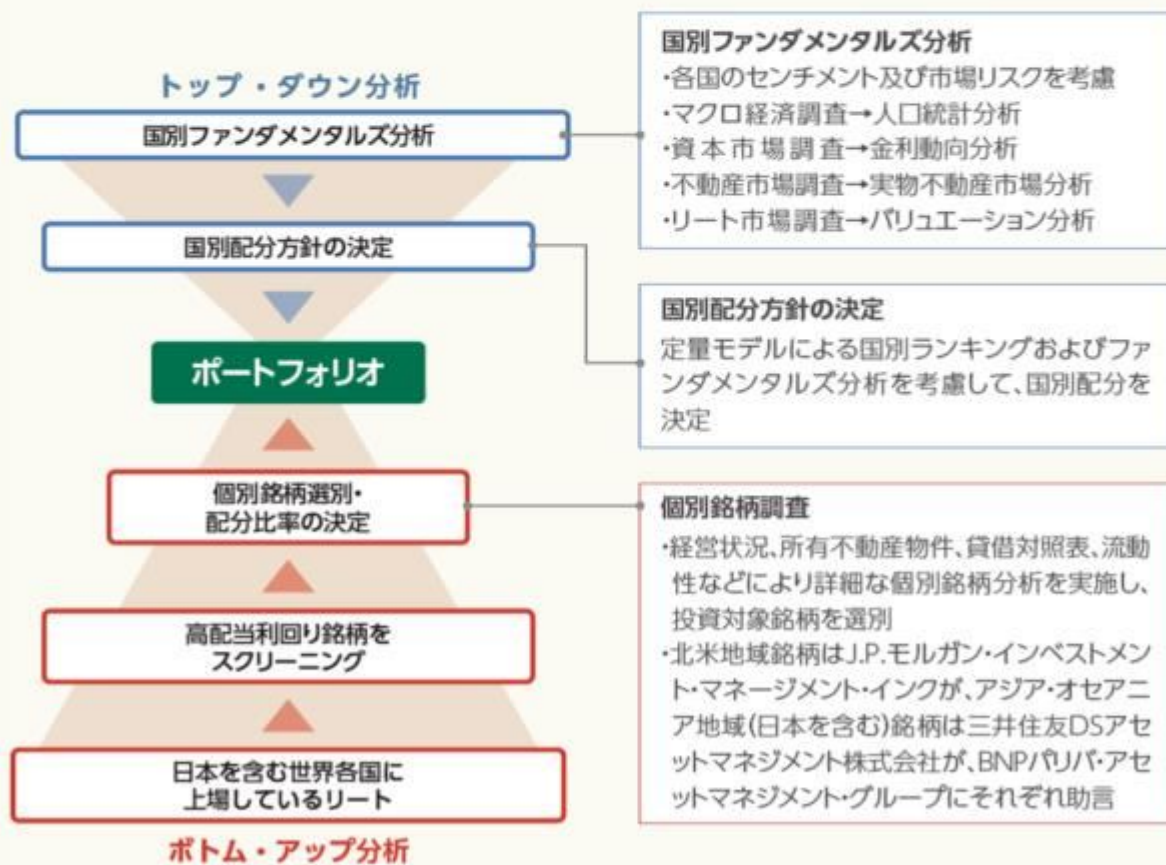 トップ・ダウン分析
国別ファンダメンタルズ分析
国別配分方針の決定
ポートフォリオ
個別銘柄選別・
配分比率の決定
高配当利回り銘柄を
スクリーニング
日本を含む世界各国に
上場しているリート
ボトム・アップ分析
国別ファンダメンタルズ分析
・各国のセンチメント及び市場リスクを考慮
・マクロ経済調査→人口統計分析
・資本市場調査→金利動向分析
・不動産市場調査→実物不動産市場分析
・リート市場調査→バリュエーション分析
国別配分方針の決定
定量モデルによる国別ランキングおよびファ
ンダメンタルズ分析を考慮して、国別配分を
決定
個別銘柄調査
・経営状況、所有不動産物件、貸借対照表、流動
性などにより詳細な個別銘柄分析を実施し、
投資対象銘柄を選別
・北米地域銘柄はJ.P.モルガン・インベストメン
ト・マネージメント・インクが、アジア・オセアニ
ア地域(日本を含む)銘柄は三井住友DSアセ
ットマネジメント株式会社が、BNPパリバ・アセ
ットマネジメント・グループにそれぞれ助言